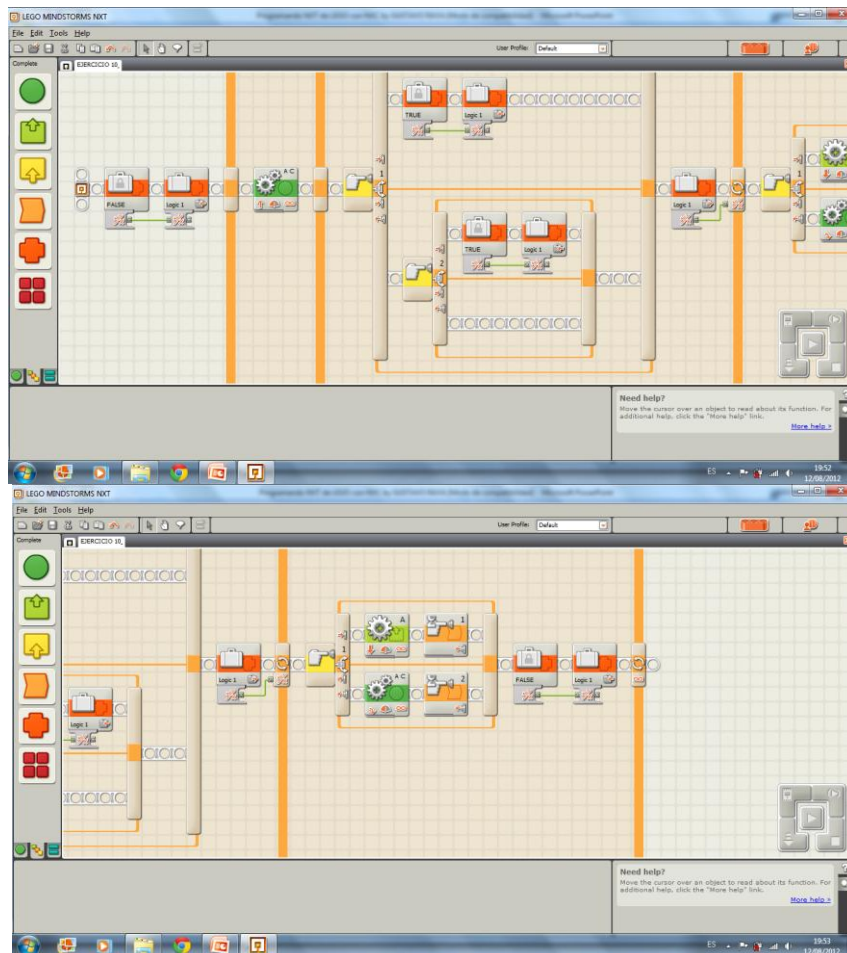 LEGO MINDSTORMS NXT
File Edit Tools Help
User Profile: Default
Complete
EJERCICIO 10_
TRUE Logic 1
A C
1
FALSE Logic 1
Logic 1
TRUE Logic 1
2
Need help?
Move the cursor over an object to read about its function. For
additional help, click the "More help" link.
More help »
ES 19:52
12/08/2012
LEGO MINDSTORMS NXT
File Edit Tools Help
User Profile: Default
Complete
EJERCICIO 10_
A 1
1
Logic 1
FALSE Logic 1
A C 2
Logic 1
Need help?
Move the cursor over an object to read about its function. For
additional help, click the "More help" link.
More help »
ES 19:53
12/08/2012